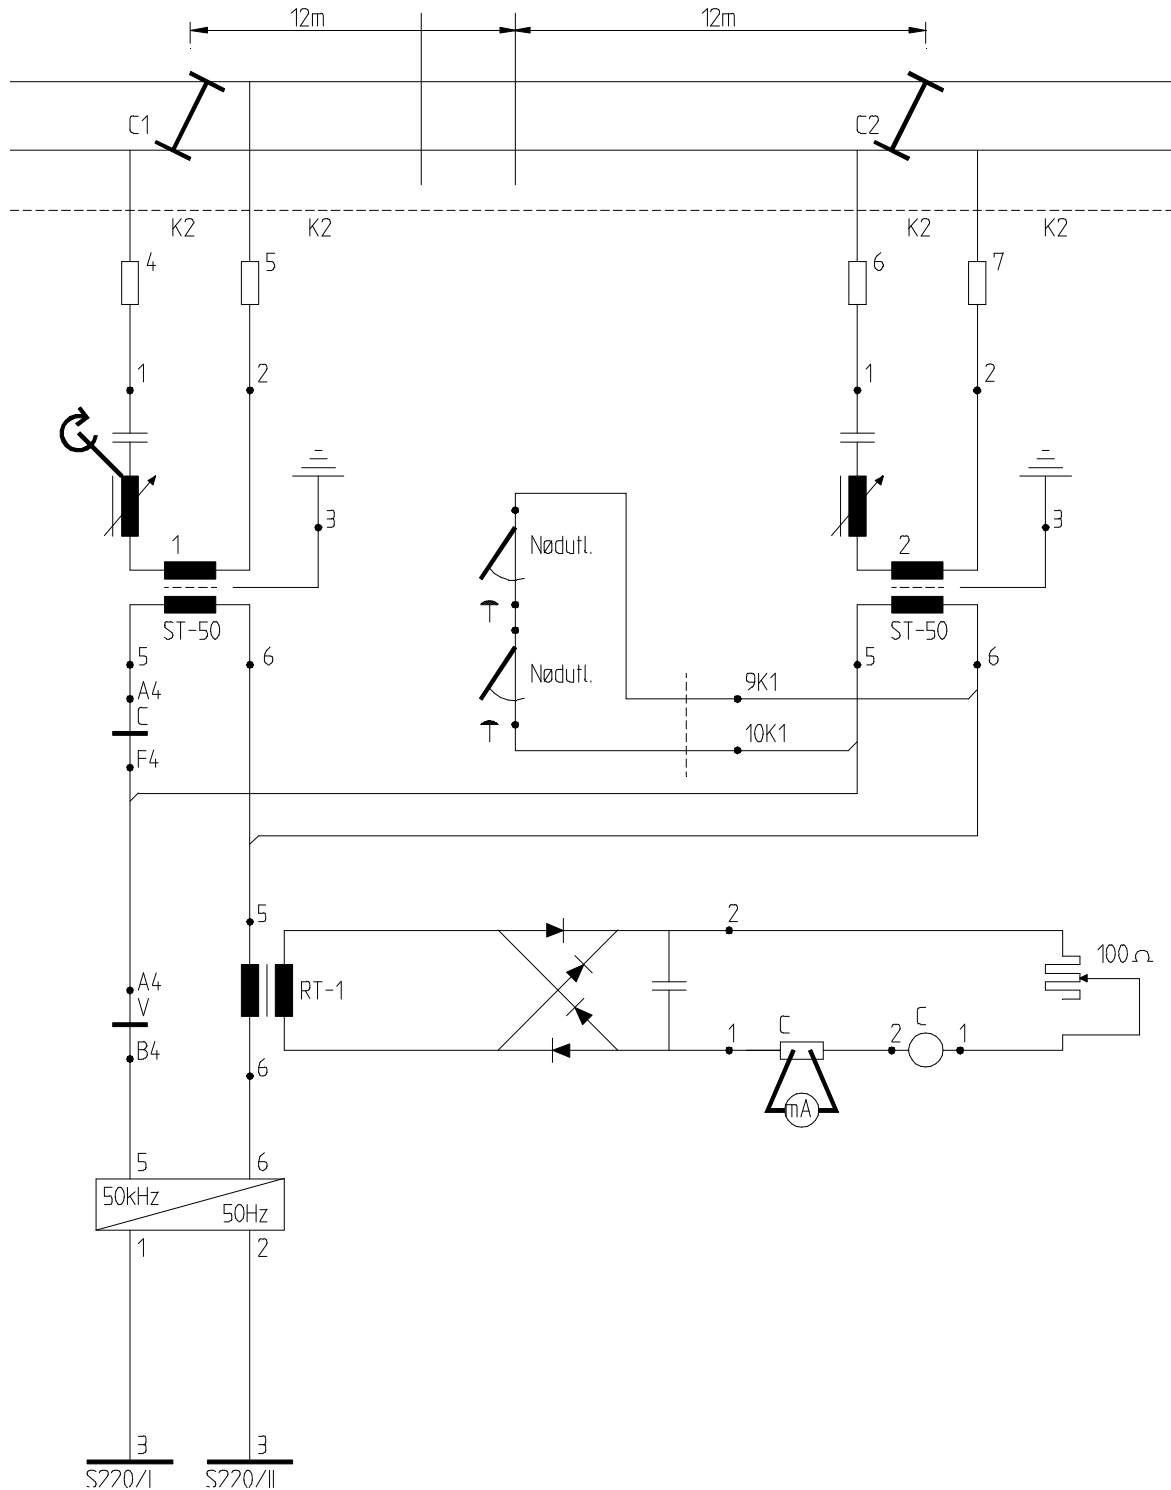 12m 12m
C1 C2
K2 K2 K2 K2
4 5 6 7
1 2 1 2
3 3
Nødutl.
1 2
ST-50 ST-50
5 6 5 6
Nødutl.
A4 9K1
C
10K1
F4
5 2
100Ω
A4 RT-1
V
1 C 2 C 1
B4
6
mA
5 6
50kHz
50Hz
1 2
3 3
S220/I S220/II